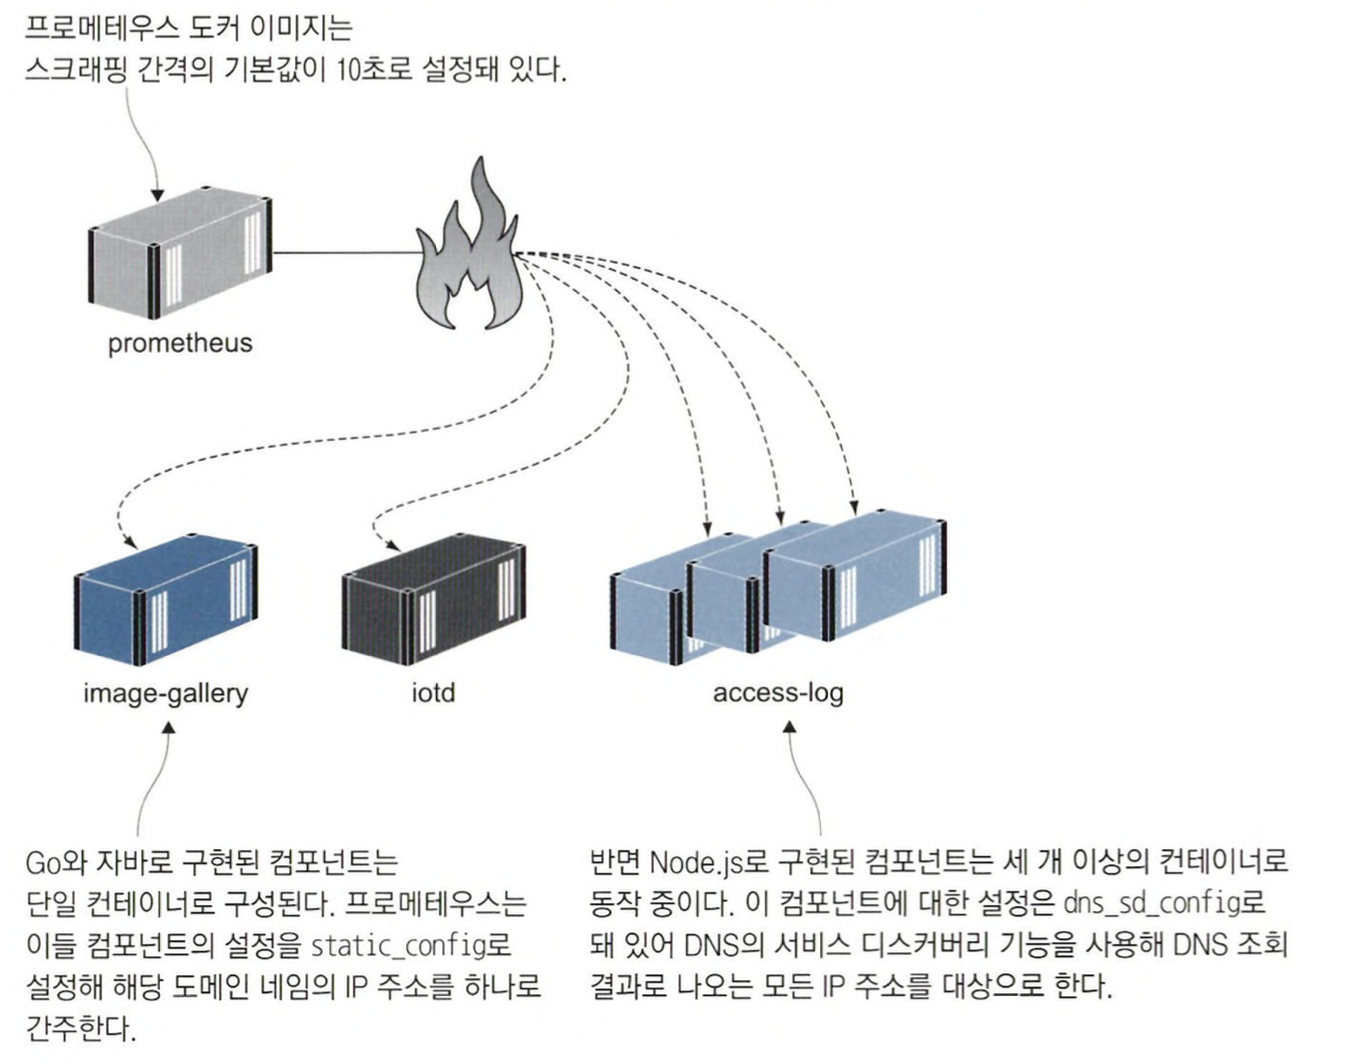 프로메테우스 도커 이미지는
스크래핑 간격의 기본값이 10초로 설정돼 있다.
prometheus
image-gallery
iotd
access-log
Go와 자바로 구현된 컴포넌트는
단일 컨테이너로 구성된다. 프로메테우스는
이들 컴포넌트의 설정을 static_config로
설정해 해당 도메인 네임의 IP 주소를 하나로
간주한다.
반면 Node.js로 구현된 컴포넌트는 세 개 이상의 컨테이너로
동작 중이다. 이 컴포넌트에 대한 설정은 dns_sd_config로
돼 있어 DNS의 서비스 디스커버리 기능을 사용해 DNS 조회
결과로 나오는 모든 IP 주소를 대상으로 한다.